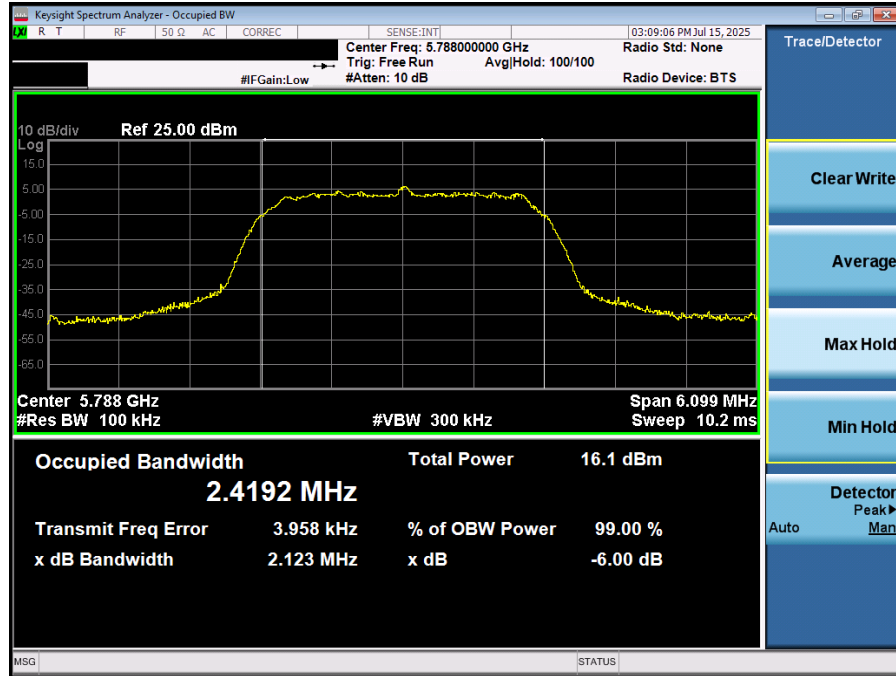 Keysight Spectrum Analyzer - Occupied BW
LXI R T RF 50 Ω AC CORREC SENSE:INT 03:09:06 PM Jul 15, 2025
Center Freq: 5.788000000 GHz Radio Std: None
Trig: Free Run Avg|Hold: 100/100
#IFGain:Low #Atten: 10 dB Radio Device: BTS
10 dB/div Ref 25.00 dBm
Log
15.0
5.00
-5.00
-15.0
-25.0
-35.0
-45.0
-55.0
-65.0
Center 5.788 GHz Span 6.099 MHz
#Res BW 100 kHz #VBW 300 kHz Sweep 10.2 ms
Occupied Bandwidth Total Power 16.1 dBm
2.4192 MHz
Transmit Freq Error 3.958 kHz % of OBW Power 99.00 %
x dB Bandwidth 2.123 MHz x dB -6.00 dB
MSG STATUS
Trace/Detector
Clear Write
Average
Max Hold
Min Hold
Detector
Peak▶
Auto Man